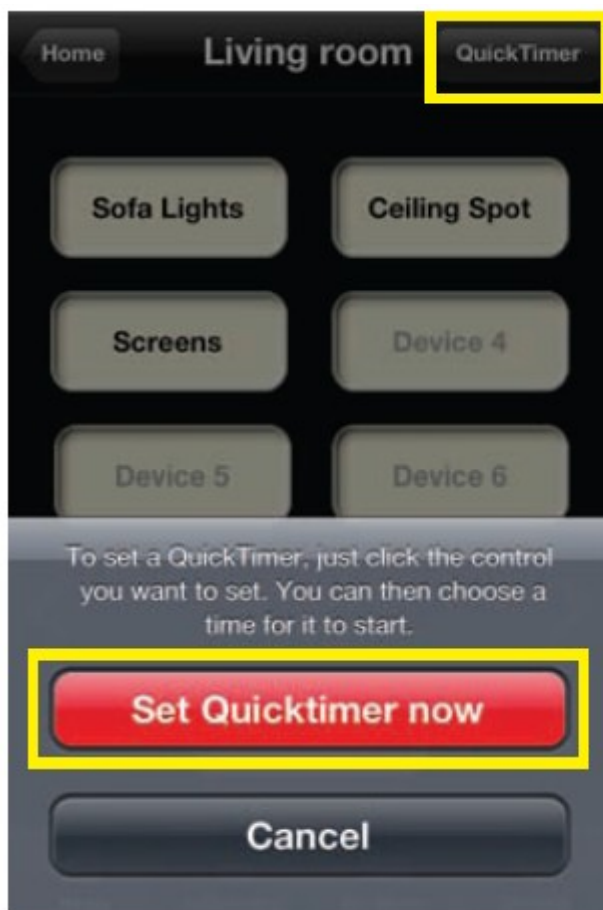 Home Living room QuickTimer
Sofa Lights Ceiling Spot
Screens Device 4
Device 5 Device 6
To set a QuickTimer, just click the control
you want to set. You can then choose a
time for it to start.
Set Quicktimer now
Cancel